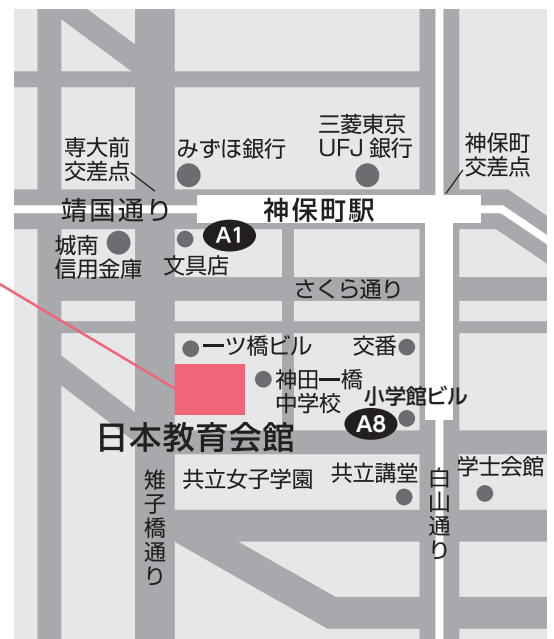 三菱東京
UFJ 銀行
神保町
交差点
専大前
交差点
みずほ銀行
靖国通り
神保町駅
城南
信用金庫
A1
文具店
さくら通り
一ツ橋ビル
交番
神田一橋
中学校
小学館ビル
A8
日本教育会館
雉子橋通り
共立女子学園
共立講堂
白山通り
学士会館